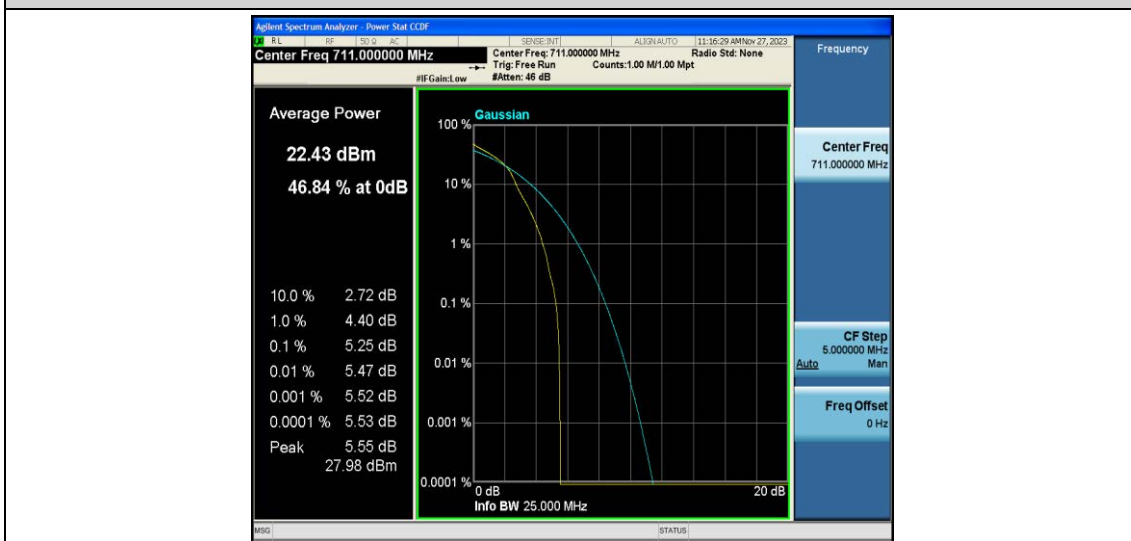 Agilent Spectrum Analyzer - Power Stat CCDF
RL RF 50 Ω AC SENSE:INT ALIGN AUTO 11:16:29 AM Nov 27, 2023
Center Freq 711.000000 MHz
Center Freq: 711.000000 MHz Radio Std: None
Trig: Free Run Counts:1.00 M/1.00 Mpt
#IFGain:Low #Atten: 46 dB
Frequency
Average Power
22.43 dBm
46.84 % at 0dB
10.0 % 2.72 dB
1.0 % 4.40 dB
0.1 % 5.25 dB
0.01 % 5.47 dB
0.001 % 5.52 dB
0.0001 % 5.53 dB
Peak 5.55 dB
27.98 dBm
Gaussian
100 %
10 %
1 %
0.1 %
0.01 %
0.001 %
0.0001 %
0 dB 20 dB
Info BW 25.000 MHz
Center Freq
711.000000 MHz
CF Step
5.000000 MHz
Auto Man
Freq Offset
0 Hz
MSG STATUS